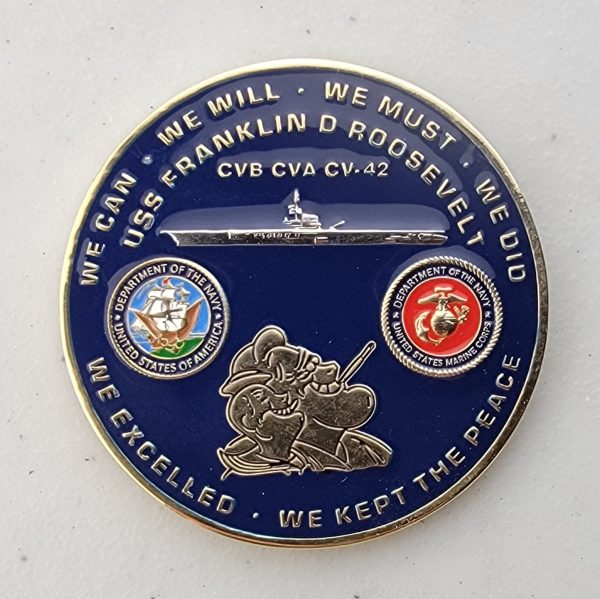 WE CAN · WE WILL · WE MUST · WE DID
USS FRANKLIN D ROOSEVELT
CVB CVA CV-42
DEPARTMENT OF THE NAVY
UNITED STATES OF AMERICA
DEPARTMENT OF THE NAVY
UNITED STATES MARINE CORPS
WE EXCELLED · WE KEPT THE PEACE